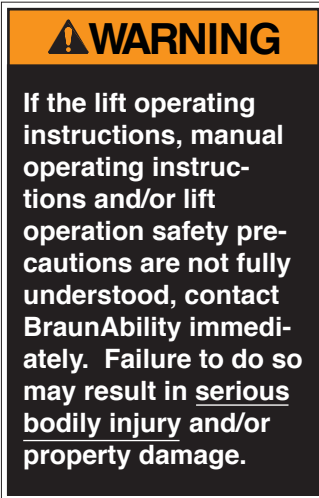 WARNING
If the lift operating
instructions, manual
operating instruc-
tions and/or lift
operation safety pre-
cautions are not fully
understood, contact
BraunAbility immedi-
ately.  Failure to do so
may result in serious
bodily injury and/or
property damage.